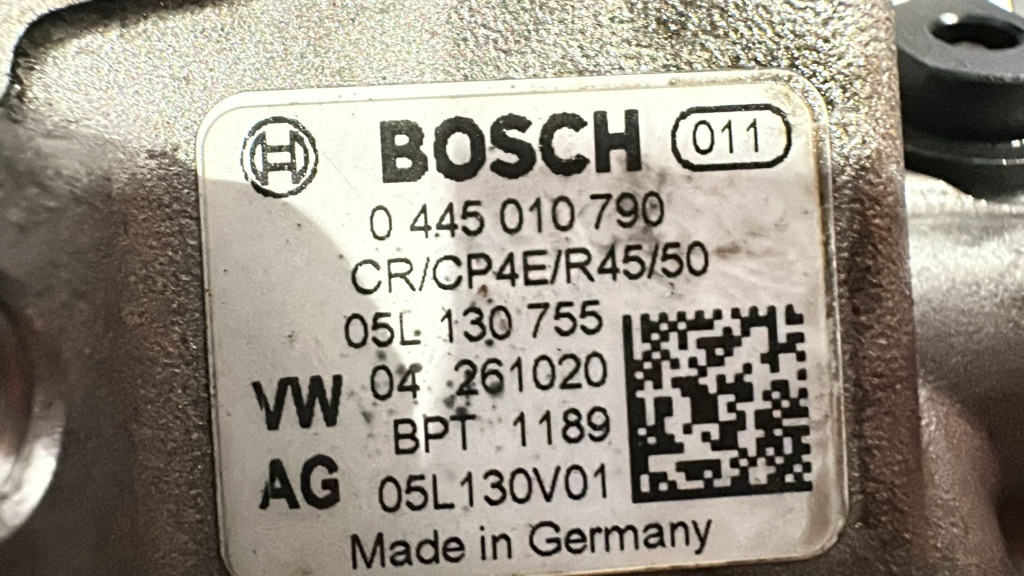 BOSCH 011
0 445 010 790
CR/CP4E/R45/50
05L 130 755
04 261020
VW
BPT 1189
AG
05L130V01
Made in Germany